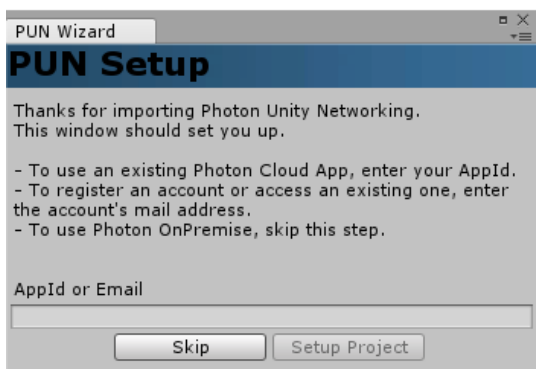 PUN Wizard
PUN Setup
Thanks for importing Photon Unity Networking.
This window should set you up.
- To use an existing Photon Cloud App, enter your AppId.
- To register an account or access an existing one, enter
the account's mail address.
- To use Photon OnPremise, skip this step.
AppId or Email
Skip
Setup Project